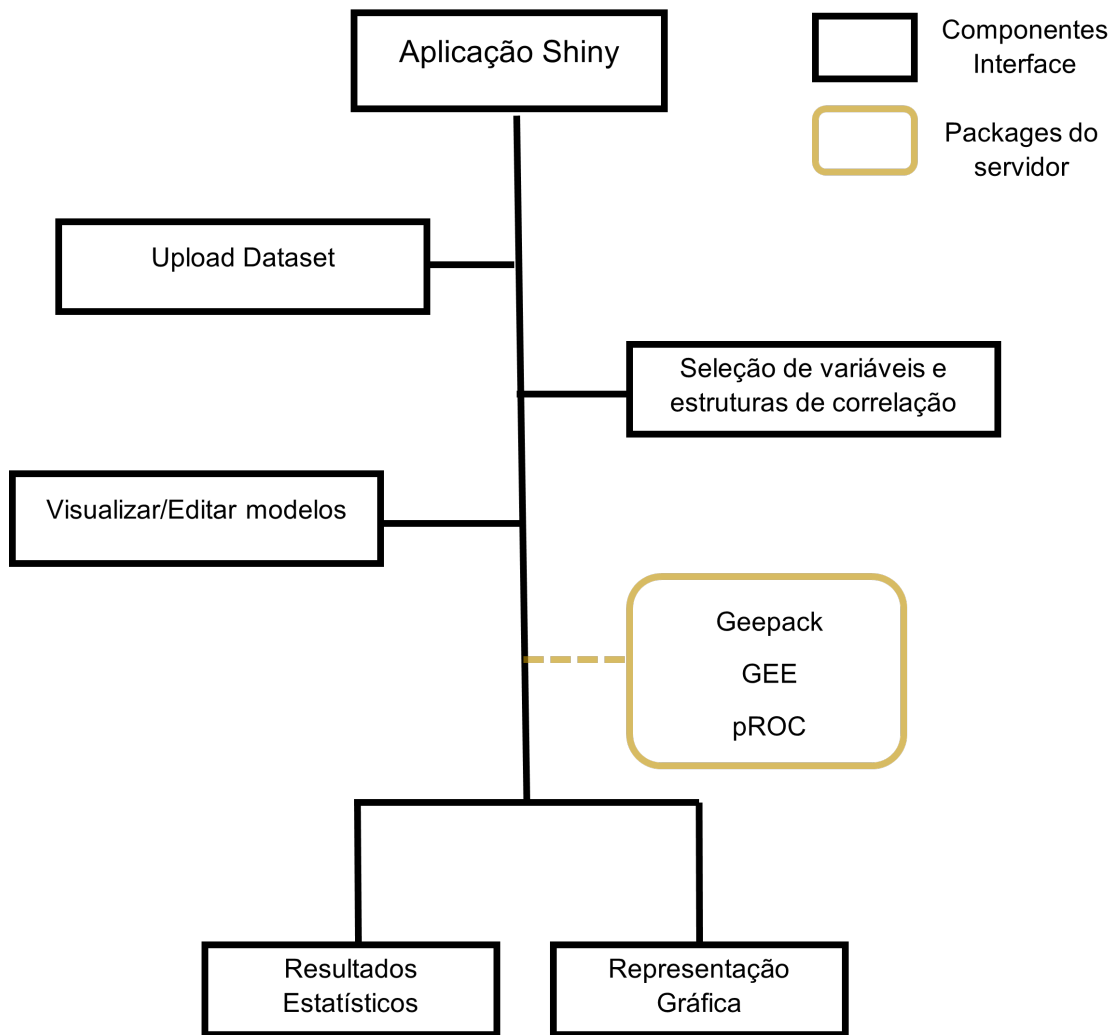 Aplicação Shiny
Componentes
Interface
Packages do
servidor
Upload Dataset
Seleção de variáveis e
estruturas de correlação
Visualizar/Editar modelos
Geepack
GEE
pROC
Resultados
Estatísticos
Representação
Gráfica